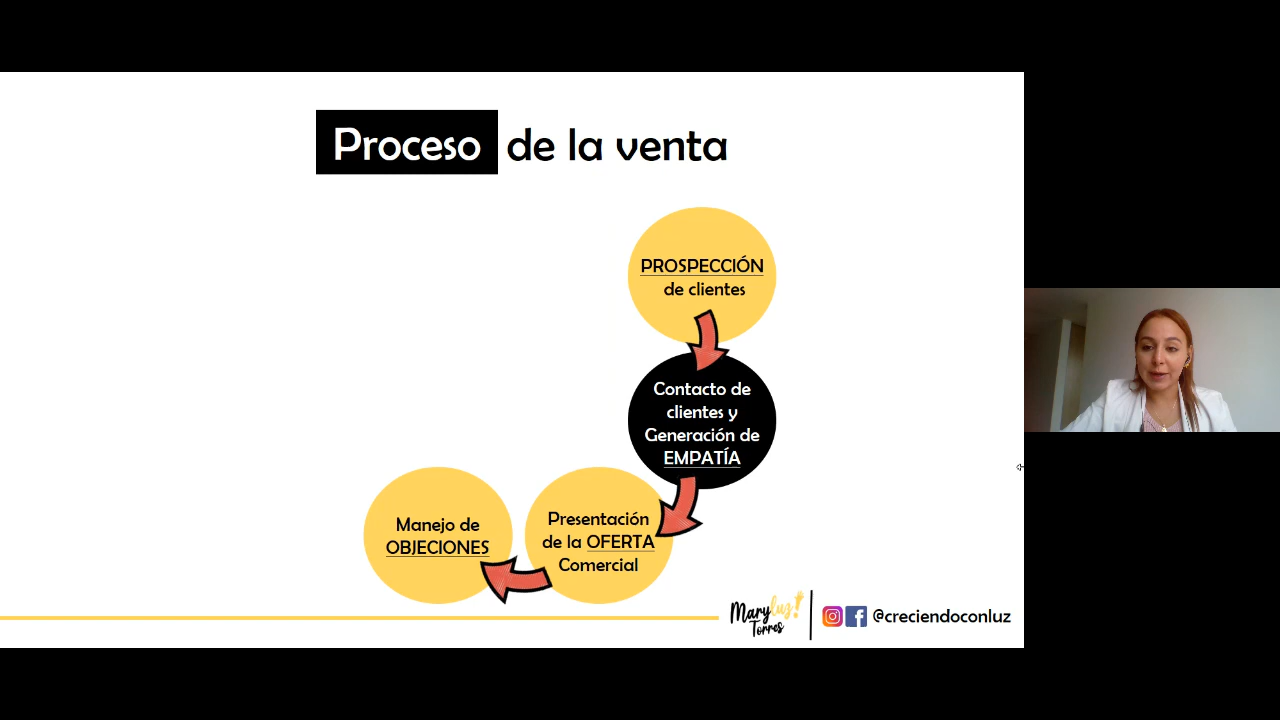 Proceso de la venta
PROSPECCIÓN
de clientes
Contacto de
clientes y
Generación de
EMPATÍA
Presentación
de la OFERTA
Comercial
Manejo de
OBJECIONES
Maryluz!
Torres
@creciendoconluz